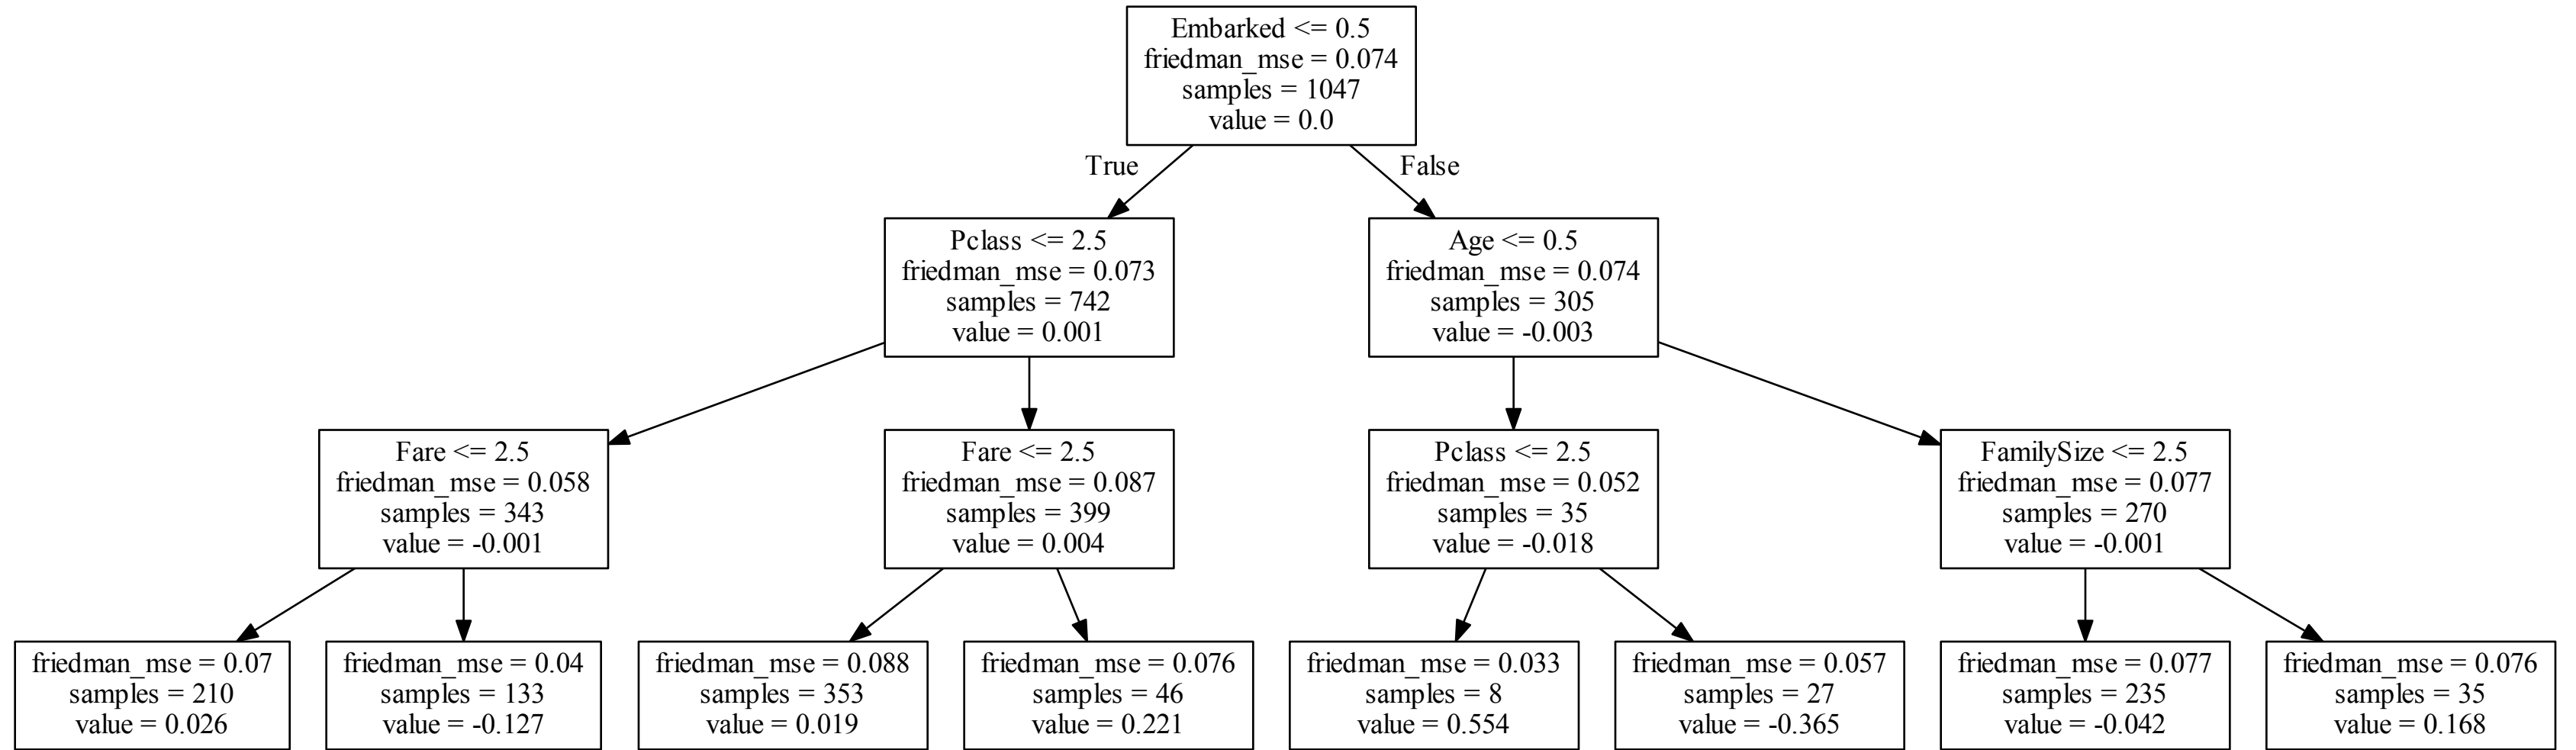 Embarked <= 0.5
friedman_mse = 0.074
samples = 1047
value = 0.0
True
False
Pclass <= 2.5
friedman_mse = 0.073
samples = 742
value = 0.001
Age <= 0.5
friedman_mse = 0.074
samples = 305
value = -0.003
Fare <= 2.5
friedman_mse = 0.058
samples = 343
value = -0.001
Fare <= 2.5
friedman_mse = 0.087
samples = 399
value = 0.004
Pclass <= 2.5
friedman_mse = 0.052
samples = 35
value = -0.018
FamilySize <= 2.5
friedman_mse = 0.077
samples = 270
value = -0.001
friedman_mse = 0.07
samples = 210
value = 0.026
friedman_mse = 0.04
samples = 133
value = -0.127
friedman_mse = 0.088
samples = 353
value = 0.019
friedman_mse = 0.076
samples = 46
value = 0.221
friedman_mse = 0.033
samples = 8
value = 0.554
friedman_mse = 0.057
samples = 27
value = -0.365
friedman_mse = 0.077
samples = 235
value = -0.042
friedman_mse = 0.076
samples = 35
value = 0.168